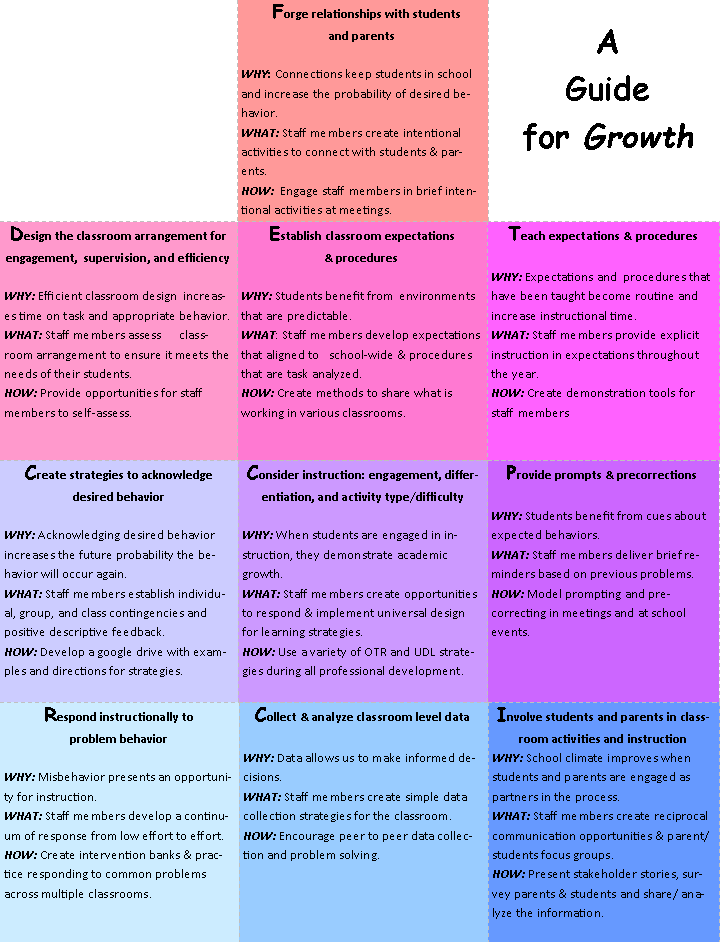 Forge relationships with students
and parents
WHY: Connections keep students in school
and increase the probability of desired be-
havior.
WHAT: Staff members create intentional
activities to connect with students & par-
ents.
HOW: Engage staff members in brief inten-
tional activities at meetings.
A
Guide
for Growth
Design the classroom arrangement for
engagement, supervision, and efficiency
WHY: Efficient classroom design increas-
es time on task and appropriate behavior.
WHAT: Staff members assess class-
room arrangement to ensure it meets the
needs of their students.
HOW: Provide opportunities for staff
members to self-assess.
Establish classroom expectations
& procedures
WHY: Students benefit from environments
that are predictable.
WHAT: Staff members develop expectations
that aligned to school-wide & procedures
that are task analyzed.
HOW: Create methods to share what is
working in various classrooms.
Teach expectations & procedures
WHY: Expectations and procedures that
have been taught become routine and
increase instructional time.
WHAT: Staff members provide explicit
instruction in expectations throughout
the year.
HOW: Create demonstration tools for
staff members
Create strategies to acknowledge
desired behavior
WHY: Acknowledging desired behavior
increases the future probability the be-
havior will occur again.
WHAT: Staff members establish individu-
al, group, and class contingencies and
positive descriptive feedback.
HOW: Develop a google drive with exam-
ples and directions for strategies.
Consider instruction: engagement, differ-
entiation, and activity type/difficulty
WHY: When students are engaged in in-
struction, they demonstrate academic
growth.
WHAT: Staff members create opportunities
to respond & implement universal design
for learning strategies.
HOW: Use a variety of OTR and UDL strate-
gies during all professional development.
Provide prompts & precorrections
WHY: Students benefit from cues about
expected behaviors.
WHAT: Staff members deliver brief re-
minders based on previous problems.
HOW: Model prompting and pre-
correcting in meetings and at school
events.
Respond instructionally to
problem behavior
WHY: Misbehavior presents an opportuni-
ty for instruction.
WHAT: Staff members develop a continu-
um of response from low effort to effort.
HOW: Create intervention banks & prac-
tice responding to common problems
across multiple classrooms.
Collect & analyze classroom level data
WHY: Data allows us to make informed de-
cisions.
WHAT: Staff members create simple data
collection strategies for the classroom.
HOW: Encourage peer to peer data collec-
tion and problem solving.
Involve students and parents in class-
room activities and instruction
WHY: School climate improves when
students and parents are engaged as
partners in the process.
WHAT: Staff members create reciprocal
communication opportunities & parent/
students focus groups.
HOW: Present stakeholder stories, sur-
vey parents & students and share/ ana-
lyze the information.